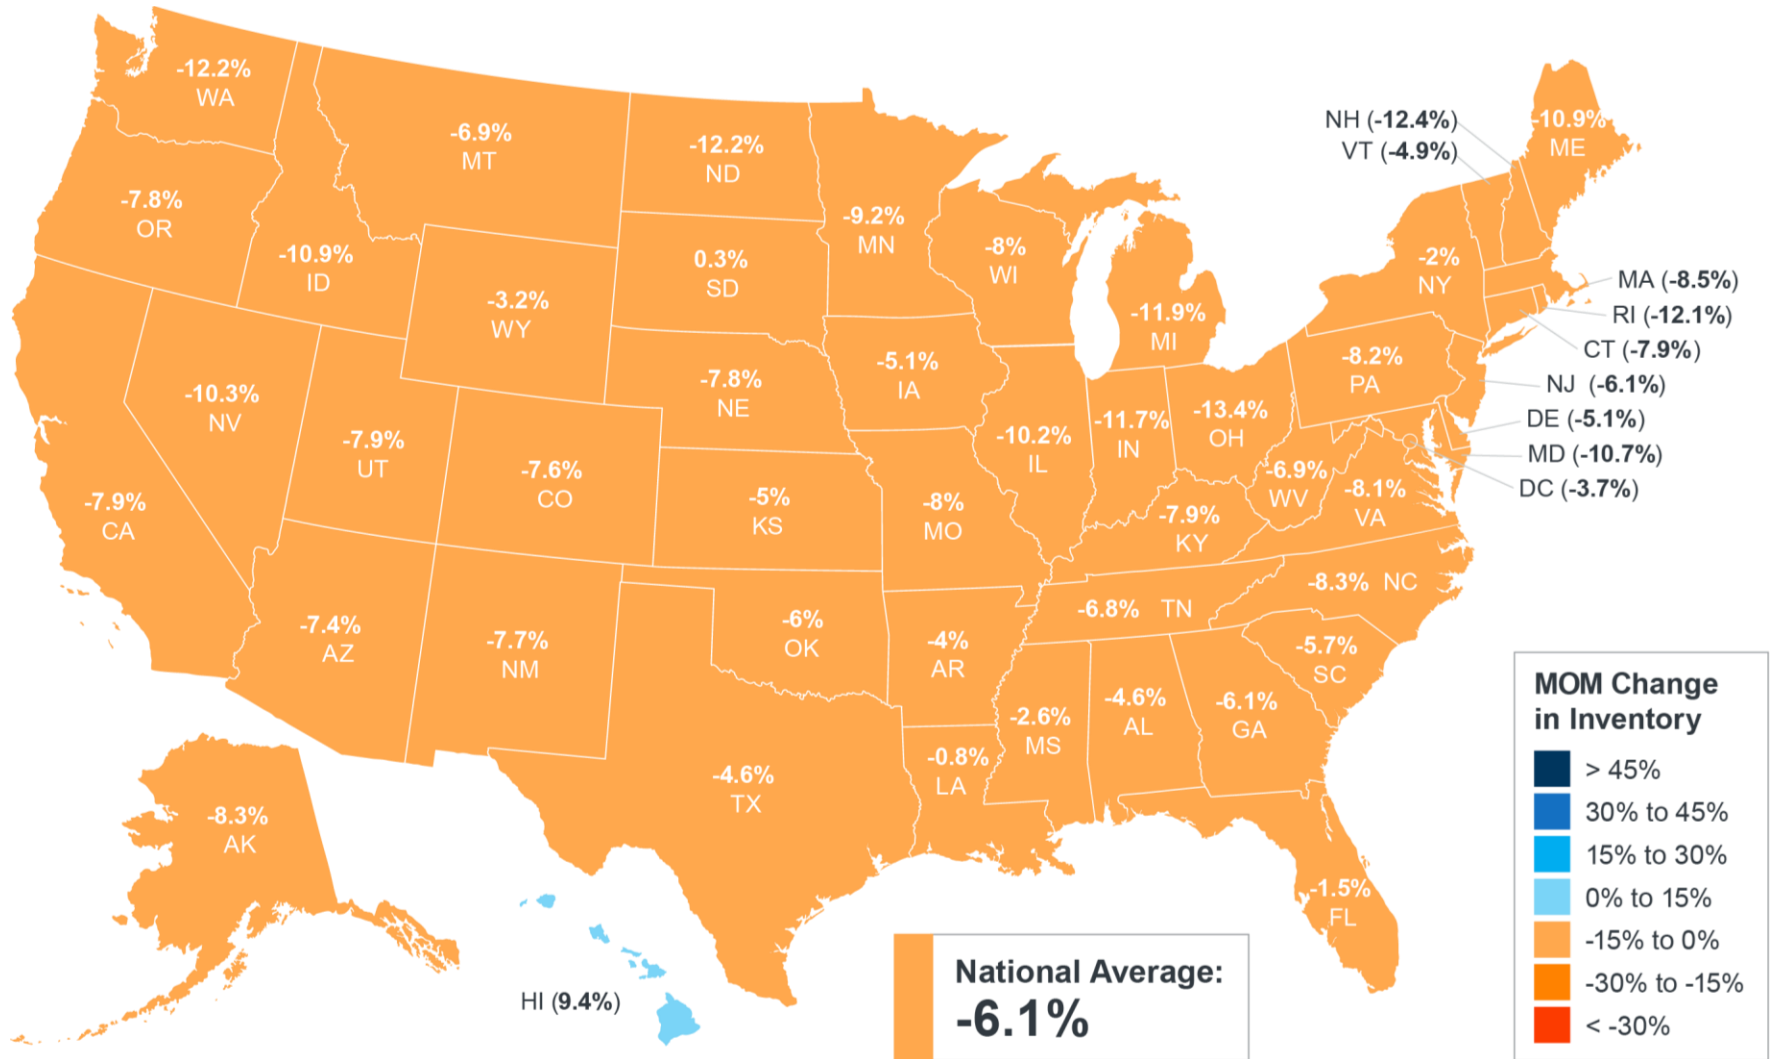 -12.2%
WA
-6.9%
MT
-12.2%
ND
-7.8%
OR
-10.9%
ID
-3.2%
WY
0.3%
SD
-9.2%
MN
-8%
WI
-11.9%
MI
NH (-12.4%)
VT (-4.9%)
-10.9%
ME
-2%
NY
MA (-8.5%)
RI (-12.1%)
CT (-7.9%)
NJ (-6.1%)
DE (-5.1%)
MD (-10.7%)
DC (-3.7%)
-8.2%
PA
-10.3%
NV
-7.9%
UT
-7.6%
CO
-7.8%
NE
-5.1%
IA
-10.2%
IL
-11.7%
IN
-13.4%
OH
-6.9%
WV
-8.1%
VA
-7.9%
CA
-5%
KS
-8%
MO
-7.9%
KY
-8.3% NC
-6.8% TN
-7.4%
AZ
-7.7%
NM
-6%
OK
-4%
AR
-5.7%
SC
-2.6%
MS
-4.6%
AL
-6.1%
GA
-4.6%
TX
-0.8%
LA
-1.5%
FL
-8.3%
AK
HI (9.4%)
National Average:
-6.1%
MOM Change
in Inventory
> 45%
30% to 45%
15% to 30%
0% to 15%
-15% to 0%
-30% to -15%
< -30%